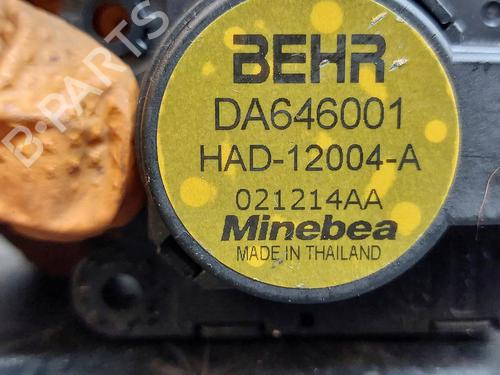 BEHR
DA646001
HAD-12004-A
021214AA
Minebea
MADE IN THAILAND
B-PARTS